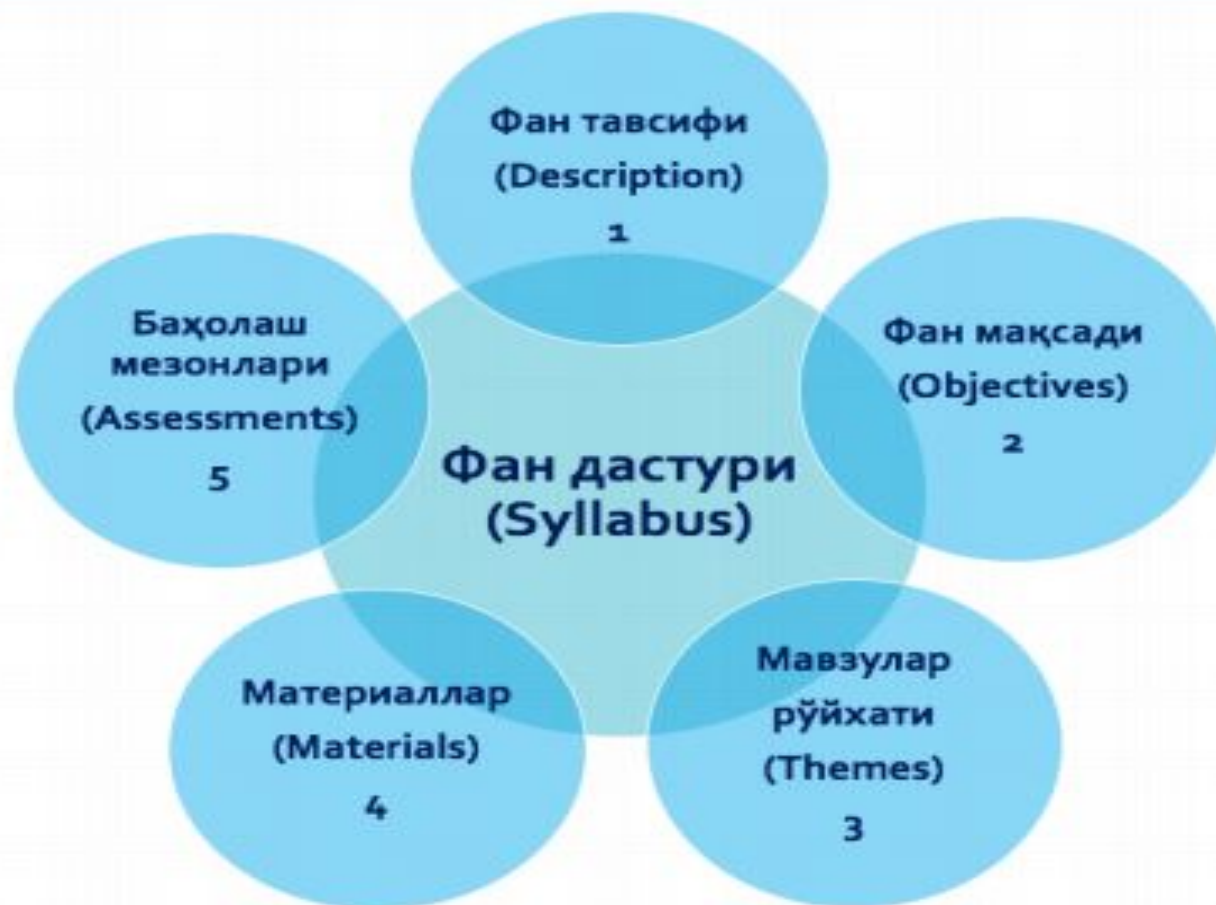 Фан тавсифи
(Description)
1
Фан мақсади
(Objectives)
2
Мавзулар
рўйхати
(Themes)
3
Материаллар
(Materials)
4
Баҳолаш
мезонлари
(Assessments)
5
Фан дастури
(Syllabus)